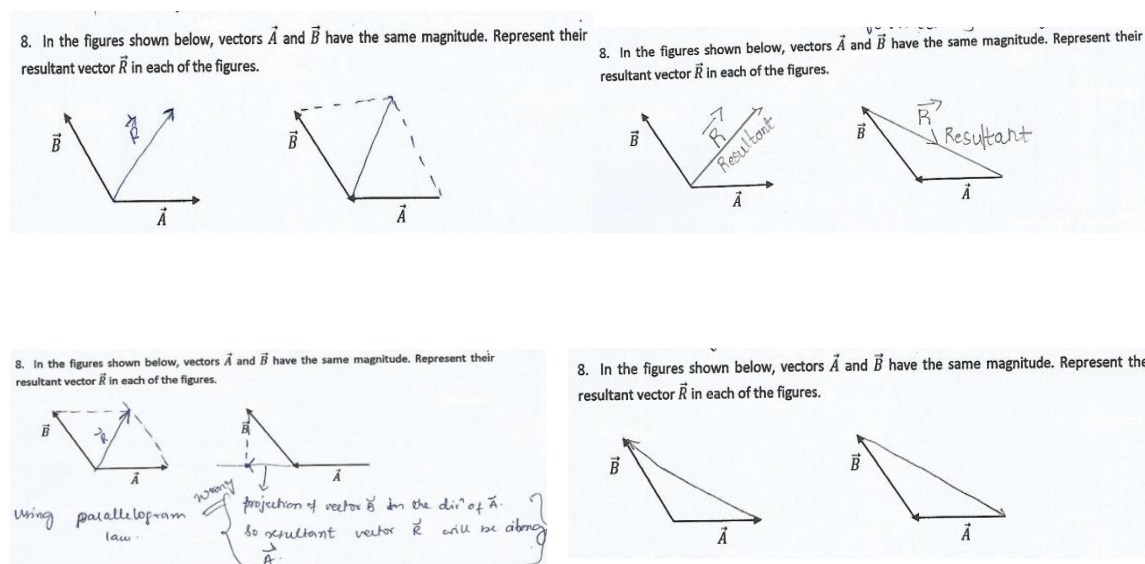 8. In the figures shown below, vectors A⃗ and B⃗ have the same magnitude. Represent their
resultant vector R⃗ in each of the figures.
B⃗
R⃗
A⃗
B⃗
A⃗
8. In the figures shown below, vectors A⃗ and B⃗ have the same magnitude. Represent their
resultant vector R⃗ in each of the figures.
B⃗
R⃗
Resultant
A⃗
B⃗
R⃗
Resultant
A⃗
8. In the figures shown below, vectors A⃗ and B⃗ have the same magnitude. Represent their
resultant vector R⃗ in each of the figures.
B⃗
R⃗
A⃗
using parallelogram
law.
B⃗
A⃗
wrong
projection of vector B⃗ in the dirⁿ of A⃗.
so resultant vector R⃗ will be along
A⃗.
8. In the figures shown below, vectors A⃗ and B⃗ have the same magnitude. Represent the
resultant vector R⃗ in each of the figures.
B⃗
A⃗
B⃗
A⃗